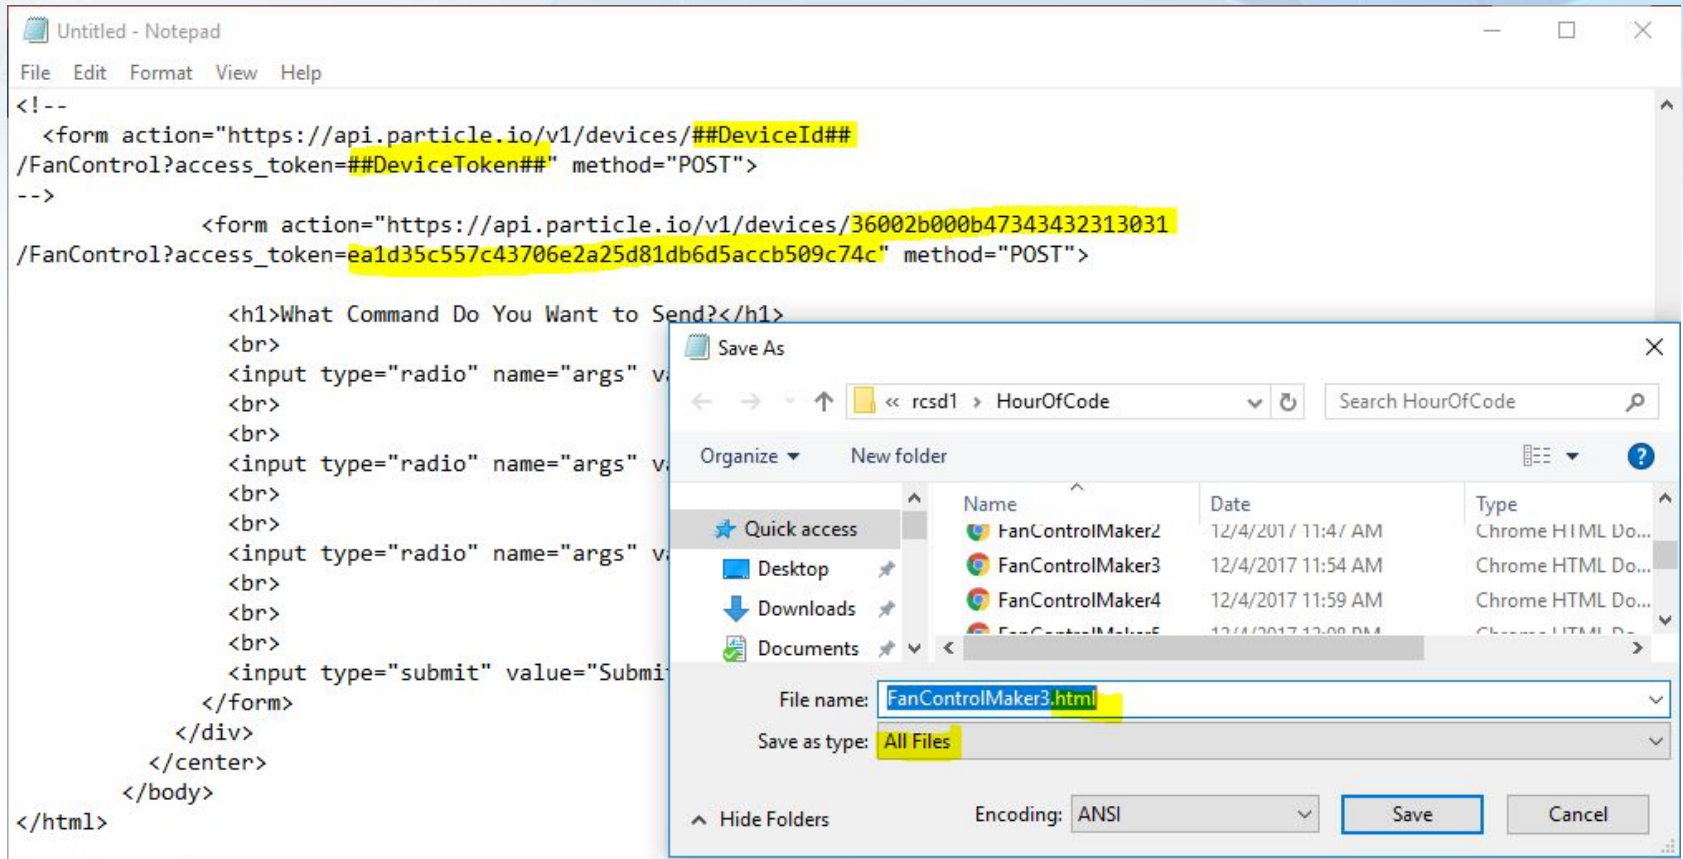 Untitled - Notepad
File Edit Format View Help
<!--
<form action="https://api.particle.io/v1/devices/##DeviceId##
/FanControl?access_token=##DeviceToken##" method="POST">
-->
<form action="https://api.particle.io/v1/devices/36002b000b47343432313031
/FanControl?access_token=ea1d35c557c43706e2a25d81db6d5accb509c74c" method="POST">
<h1>What Command Do You Want to Send?</h1>
<br>
<input type="radio" name="args" v
<br>
<br>
<input type="radio" name="args" v
<br>
<br>
<input type="radio" name="args" v
<br>
<br>
<br>
<input type="submit" value="Submi
</form>
</div>
</center>
</body>
</html>
Save As
« rcsd1 › HourOfCode
Search HourOfCode
Organize
New folder
Name Date Type
Quick access
Desktop
Downloads
Documents
FanControlMaker2 12/4/2017 11:47 AM Chrome HTML Do...
FanControlMaker3 12/4/2017 11:54 AM Chrome HTML Do...
FanControlMaker4 12/4/2017 11:59 AM Chrome HTML Do...
File name: FanControlMaker3.html
Save as type: All Files
Hide Folders
Encoding: ANSI
Save
Cancel